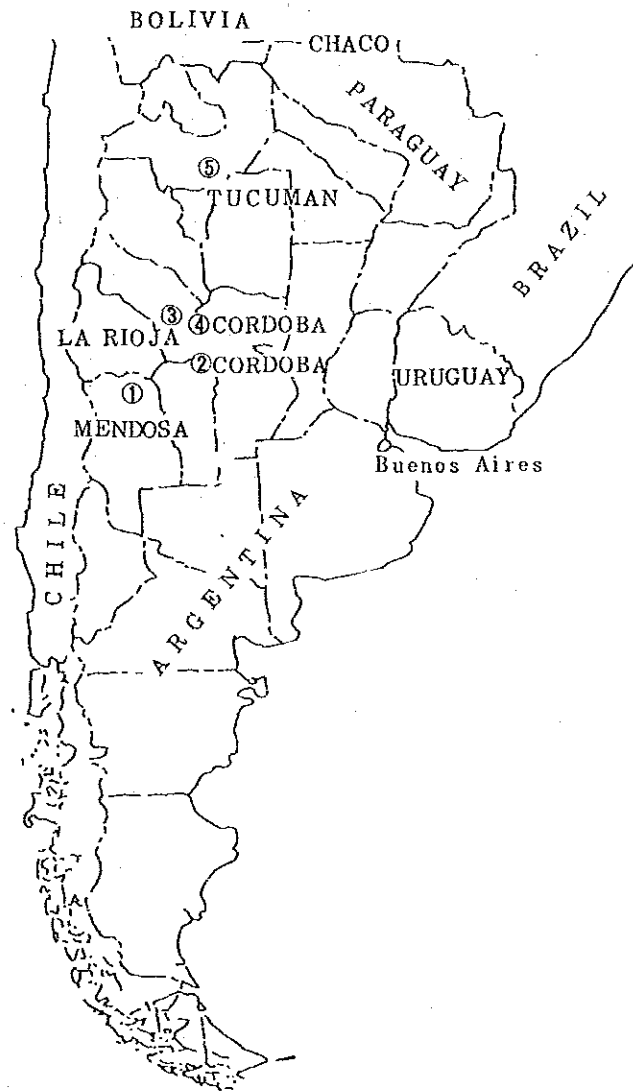 BOLIVIA
CHACO
PARAGUAY
⑤
TUCUMAN
BRAZIL
③
LA RIOJA
④CORDOBA
②CORDOBA
URUGUAY
①
MENDOSA
Buenos Aires
CHILE
ARGENTINA